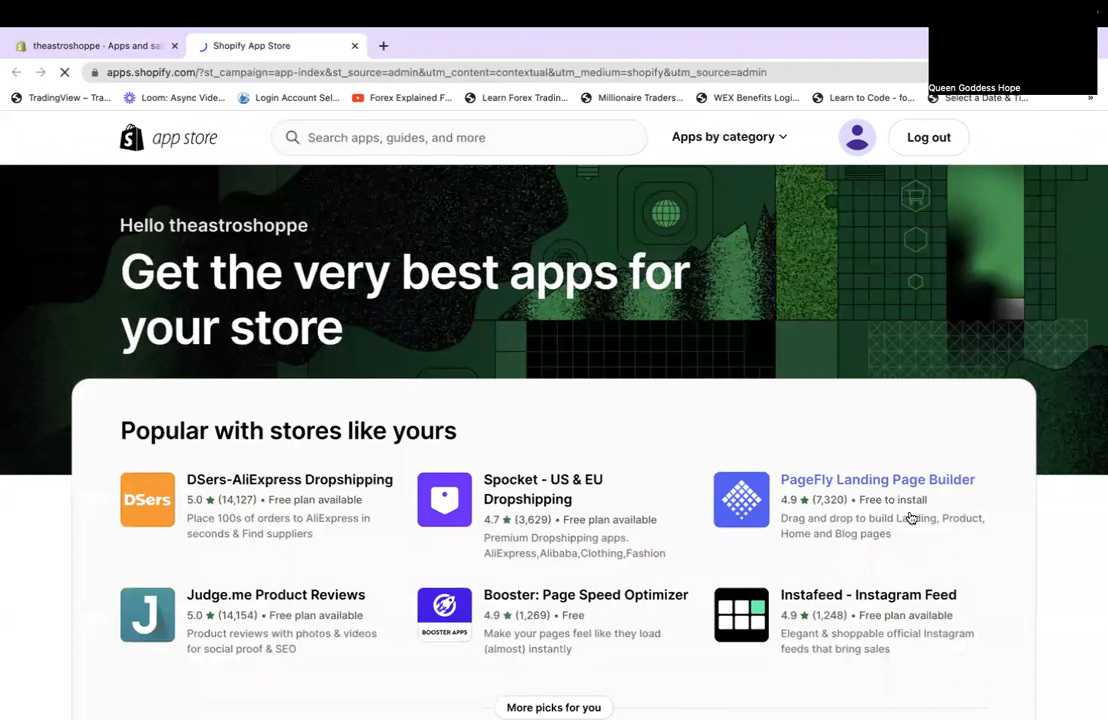 theastroshoppe · Apps and sal
Shopify App Store
apps.shopify.com/?st_campaign=app-index&st_source=admin&utm_content=contextual&utm_medium=shopify&utm_source=admin
Queen Goddess Hope
TradingView – Tra...
Loom: Async Vide...
Login Account Sel...
Forex Explained F...
Learn Forex Tradin...
Millionaire Traders...
WEX Benefits Logi...
Learn to Code - fo...
Select a Date & Ti...
app store
Search apps, guides, and more
Apps by category
Log out
Hello theastroshoppe
Get the very best apps for
your store
Popular with stores like yours
DSers
DSers-AliExpress Dropshipping
5.0 ★ (14,127) • Free plan available
Place 100s of orders to AliExpress in
seconds & Find suppliers
Spocket - US & EU
Dropshipping
4.7 ★ (3,629) • Free plan available
Premium Dropshipping apps.
AliExpress,Alibaba,Clothing,Fashion
PageFly Landing Page Builder
4.9 ★ (7,320) • Free to install
Drag and drop to build Landing, Product,
Home and Blog pages
J
Judge.me Product Reviews
5.0 ★ (14,154) • Free plan available
Product reviews with photos & videos
for social proof & SEO
BOOSTER APPS
Booster: Page Speed Optimizer
4.9 ★ (1,269) • Free
Make your pages feel like they load
(almost) instantly
Instafeed - Instagram Feed
4.9 ★ (1,248) • Free plan available
Elegant & shoppable official Instagram
feeds that bring sales
More picks for you